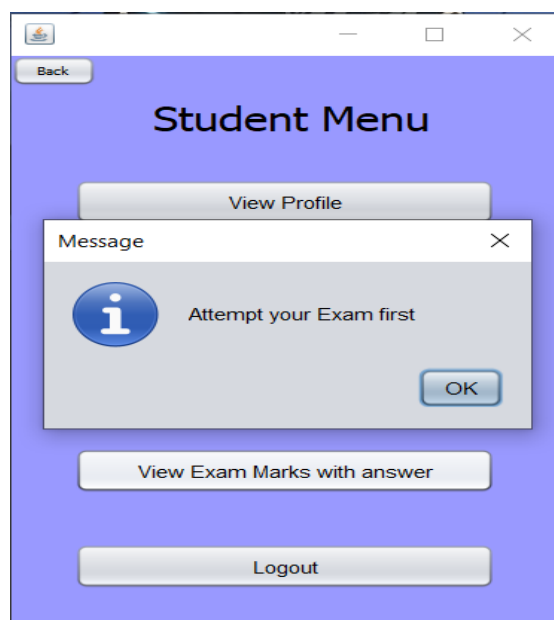 Back
Student Menu
View Profile
Message
Attempt your Exam first
OK
View Exam Marks with answer
Logout